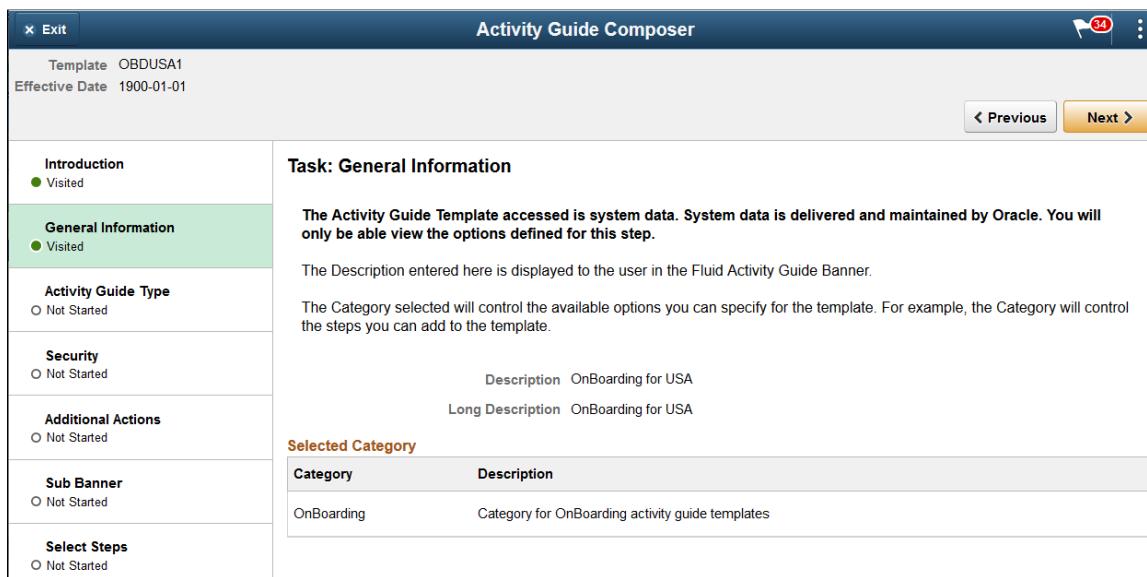 × Exit
Activity Guide Composer
34
Template OBDUSA1
Effective Date 1900-01-01
Previous
Next
Introduction
Visited
General Information
Visited
Activity Guide Type
Not Started
Security
Not Started
Additional Actions
Not Started
Sub Banner
Not Started
Select Steps
Not Started
Task: General Information
The Activity Guide Template accessed is system data. System data is delivered and maintained by Oracle. You will
only be able view the options defined for this step.
The Description entered here is displayed to the user in the Fluid Activity Guide Banner.
The Category selected will control the available options you can specify for the template. For example, the Category will control
the steps you can add to the template.
Description OnBoarding for USA
Long Description OnBoarding for USA
Selected Category
Category Description
OnBoarding Category for OnBoarding activity guide templates